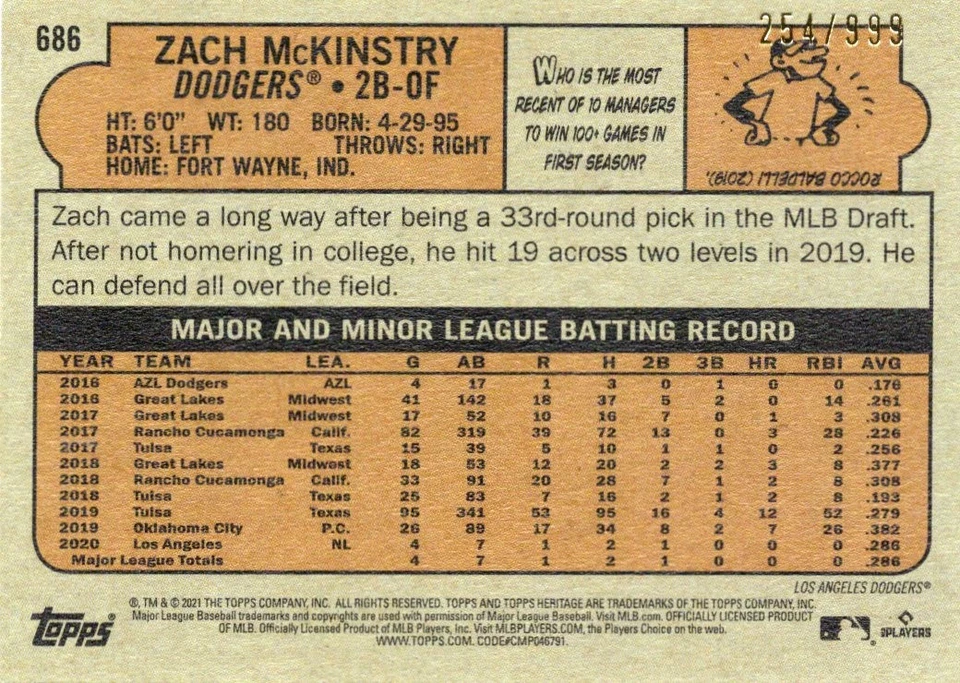 686
254/999
ZACH McKINSTRY
DODGERS® • 2B-OF
HT: 6'0" WT: 180 BORN: 4-29-95
BATS: LEFT THROWS: RIGHT
HOME: FORT WAYNE, IND.
WHO IS THE MOST
RECENT OF 10 MANAGERS
TO WIN 100+ GAMES IN
FIRST SEASON?
ROCCO BALDELLI (2019).
Zach came a long way after being a 33rd-round pick in the MLB Draft.
After not homering in college, he hit 19 across two levels in 2019. He
can defend all over the field.
MAJOR AND MINOR LEAGUE BATTING RECORD
YEAR TEAM LEA. G AB R H 2B 3B HR RBI AVG
2016 AZL Dodgers AZL 4 17 1 3 0 1 0 0 .176
2016 Great Lakes Midwest 41 142 18 37 5 2 0 14 .261
2017 Great Lakes Midwest 17 52 10 16 7 0 1 3 .308
2017 Rancho Cucamonga Calif. 82 319 39 72 13 0 3 28 .226
2017 Tulsa Texas 15 39 5 10 1 1 0 2 .256
2018 Great Lakes Midwest 18 53 12 20 2 2 3 8 .377
2018 Rancho Cucamonga Calif. 33 91 20 28 7 1 2 8 .308
2018 Tulsa Texas 25 83 7 16 2 1 2 8 .193
2019 Tulsa Texas 95 341 53 95 16 4 12 52 .279
2019 Oklahoma City P.C. 26 89 17 34 8 2 7 26 .382
2020 Los Angeles NL 4 7 1 2 1 0 0 0 .286
Major League Totals 4 7 1 2 1 0 0 0 .286
LOS ANGELES DODGERS®
®, TM & © 2021 THE TOPPS COMPANY, INC. ALL RIGHTS RESERVED. TOPPS AND TOPPS HERITAGE ARE TRADEMARKS OF THE TOPPS COMPANY, INC.
Major League Baseball trademarks and copyrights are used with permission of Major League Baseball. Visit MLB.com. OFFICIALLY LICENSED PRODUCT
OF MLB. Officially Licensed Product of MLB Players, Inc. Visit MLBPLAYERS.COM, the Players Choice on the web.
WWW.TOPPS.COM. CODE#CMP046791.
TOPPS®
PLAYERS